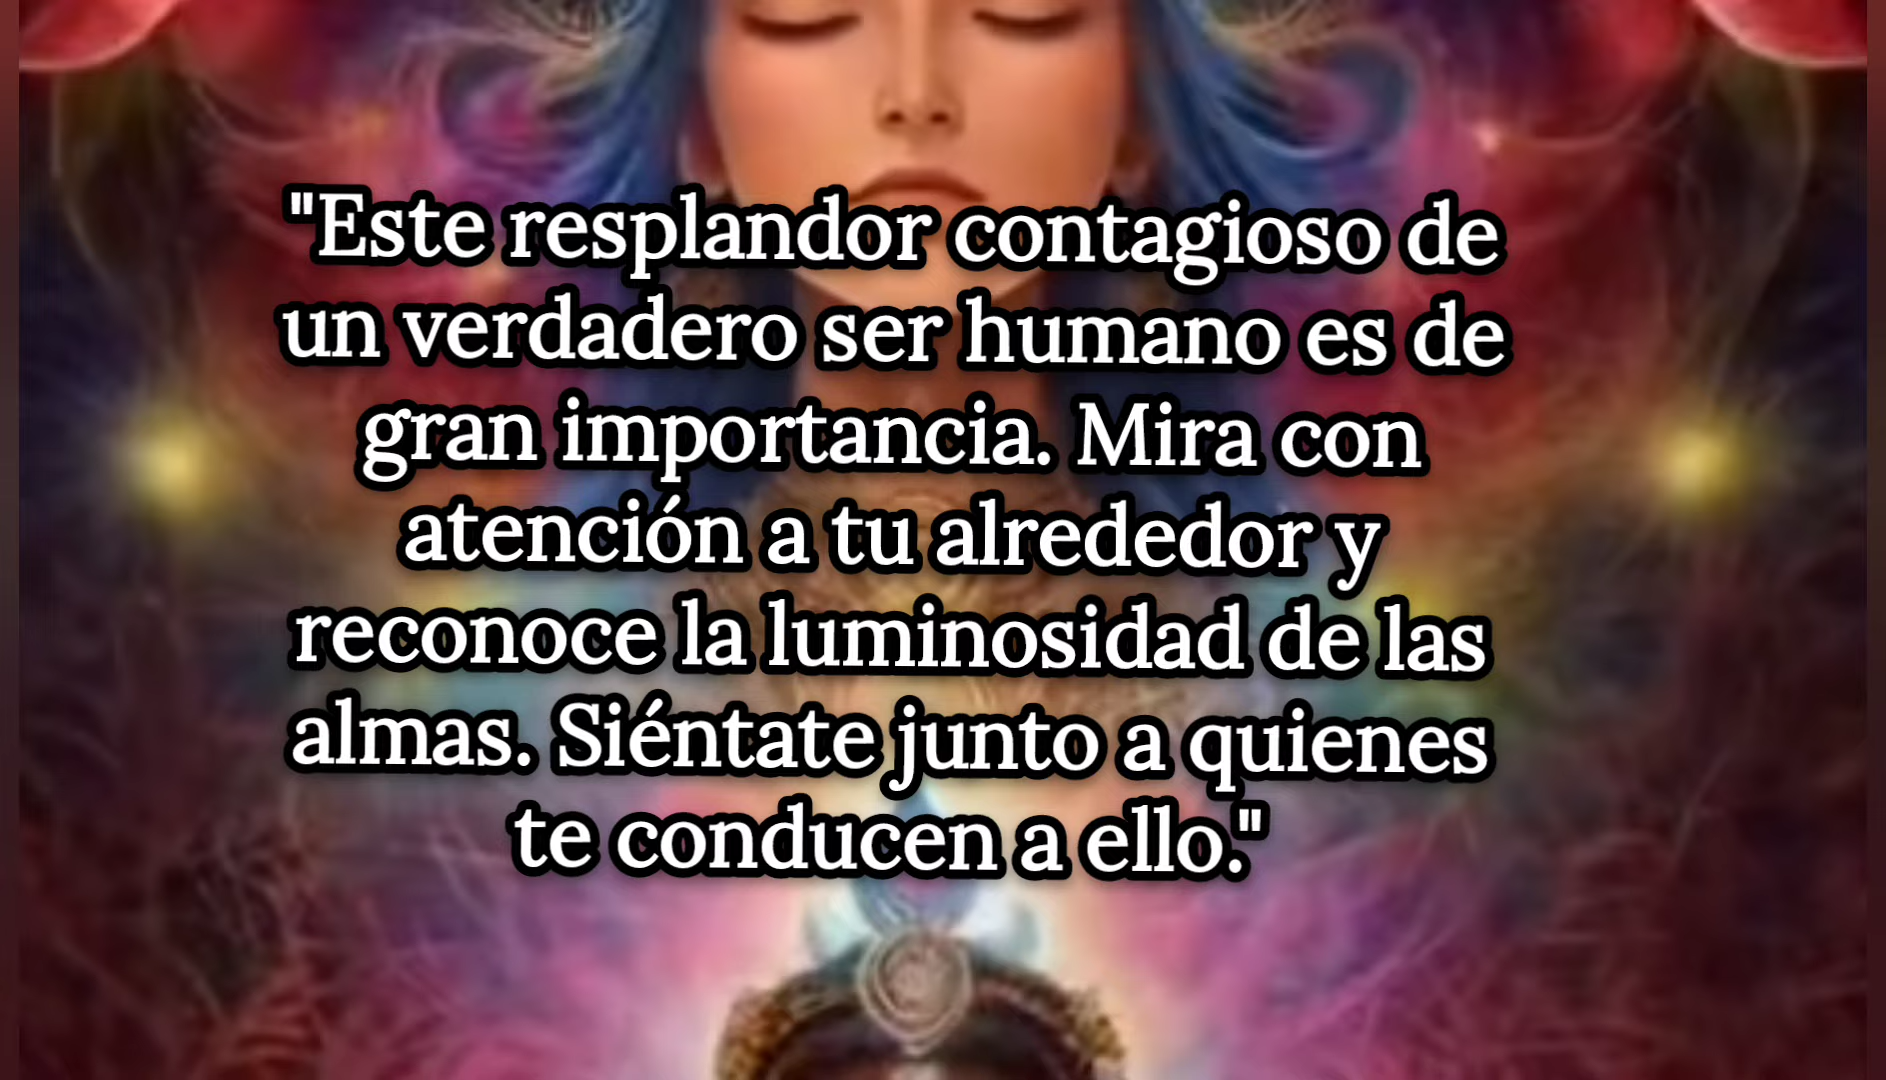 "Este resplandor contagioso de
un verdadero ser humano es de
gran importancia. Mira con
atención a tu alrededor y
reconoce la luminosidad de las
almas. Siéntate junto a quienes
te conducen a ello."